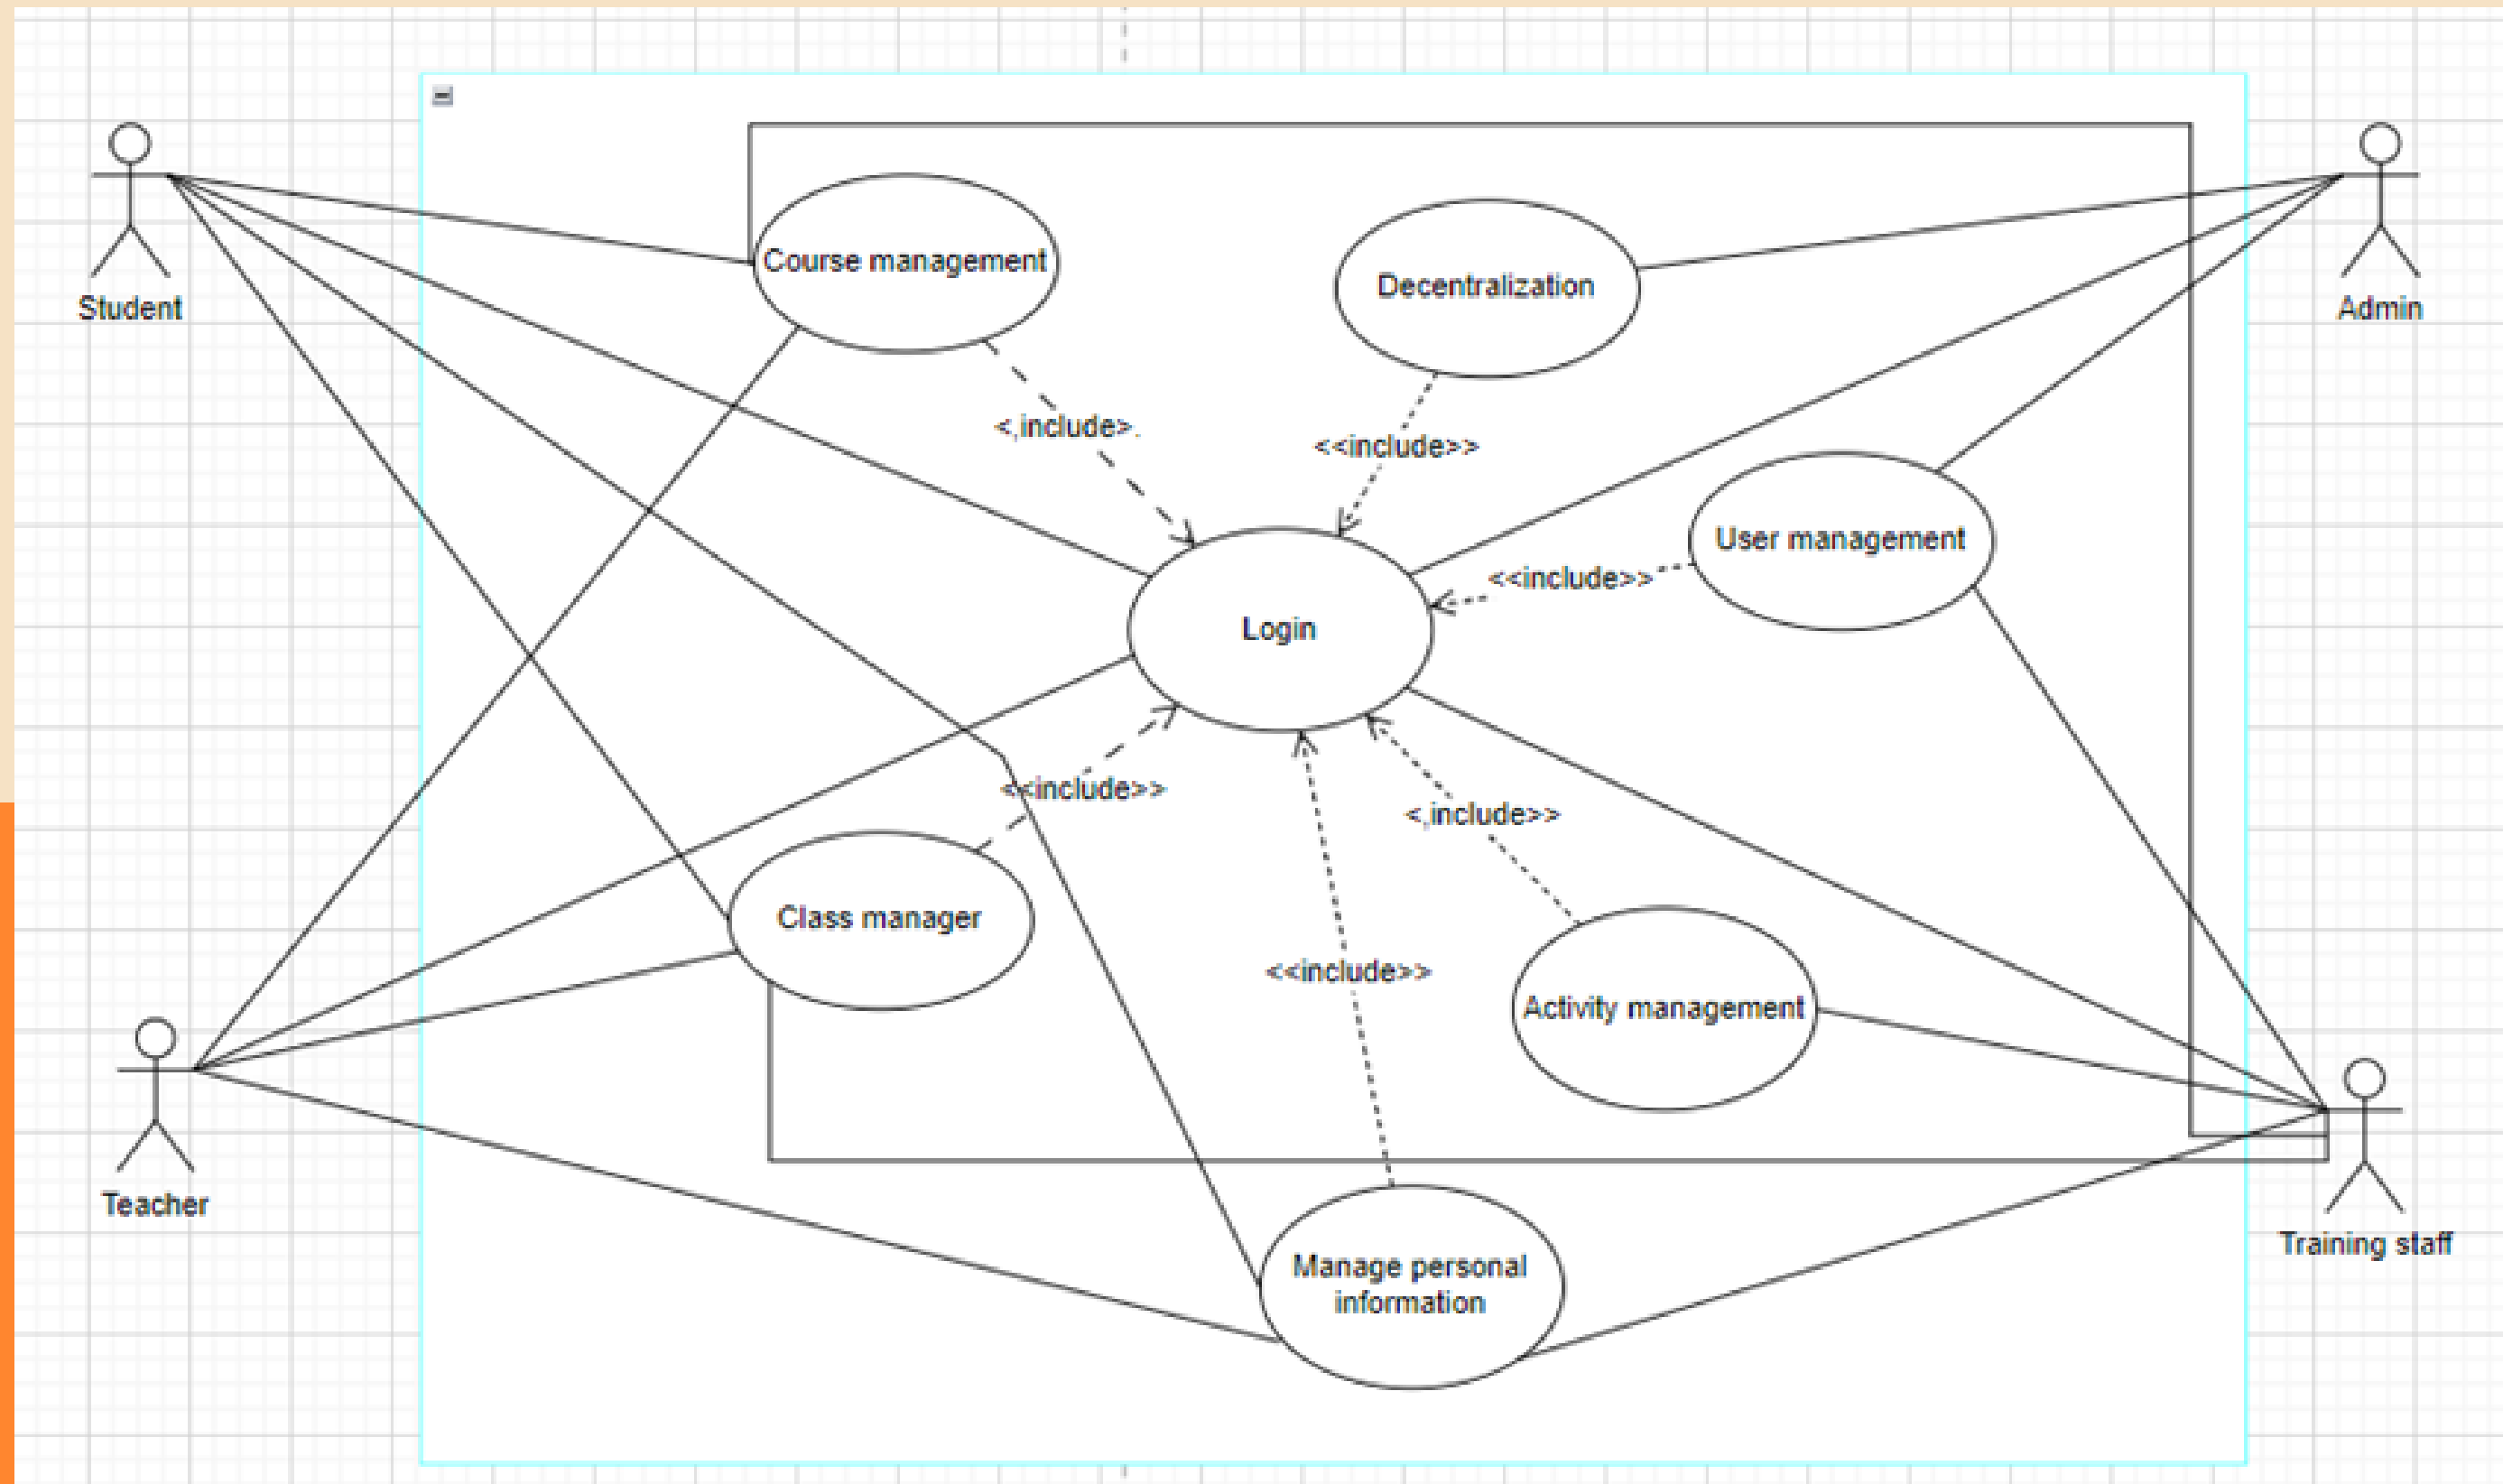 Student
Course management
Decentralization
Admin
<,include>.
<<include>>
User management
<<include>>
Login
<<include>>
<,include>>
Class manager
<<include>>
Activity management
Teacher
Manage personal
information
Training staff